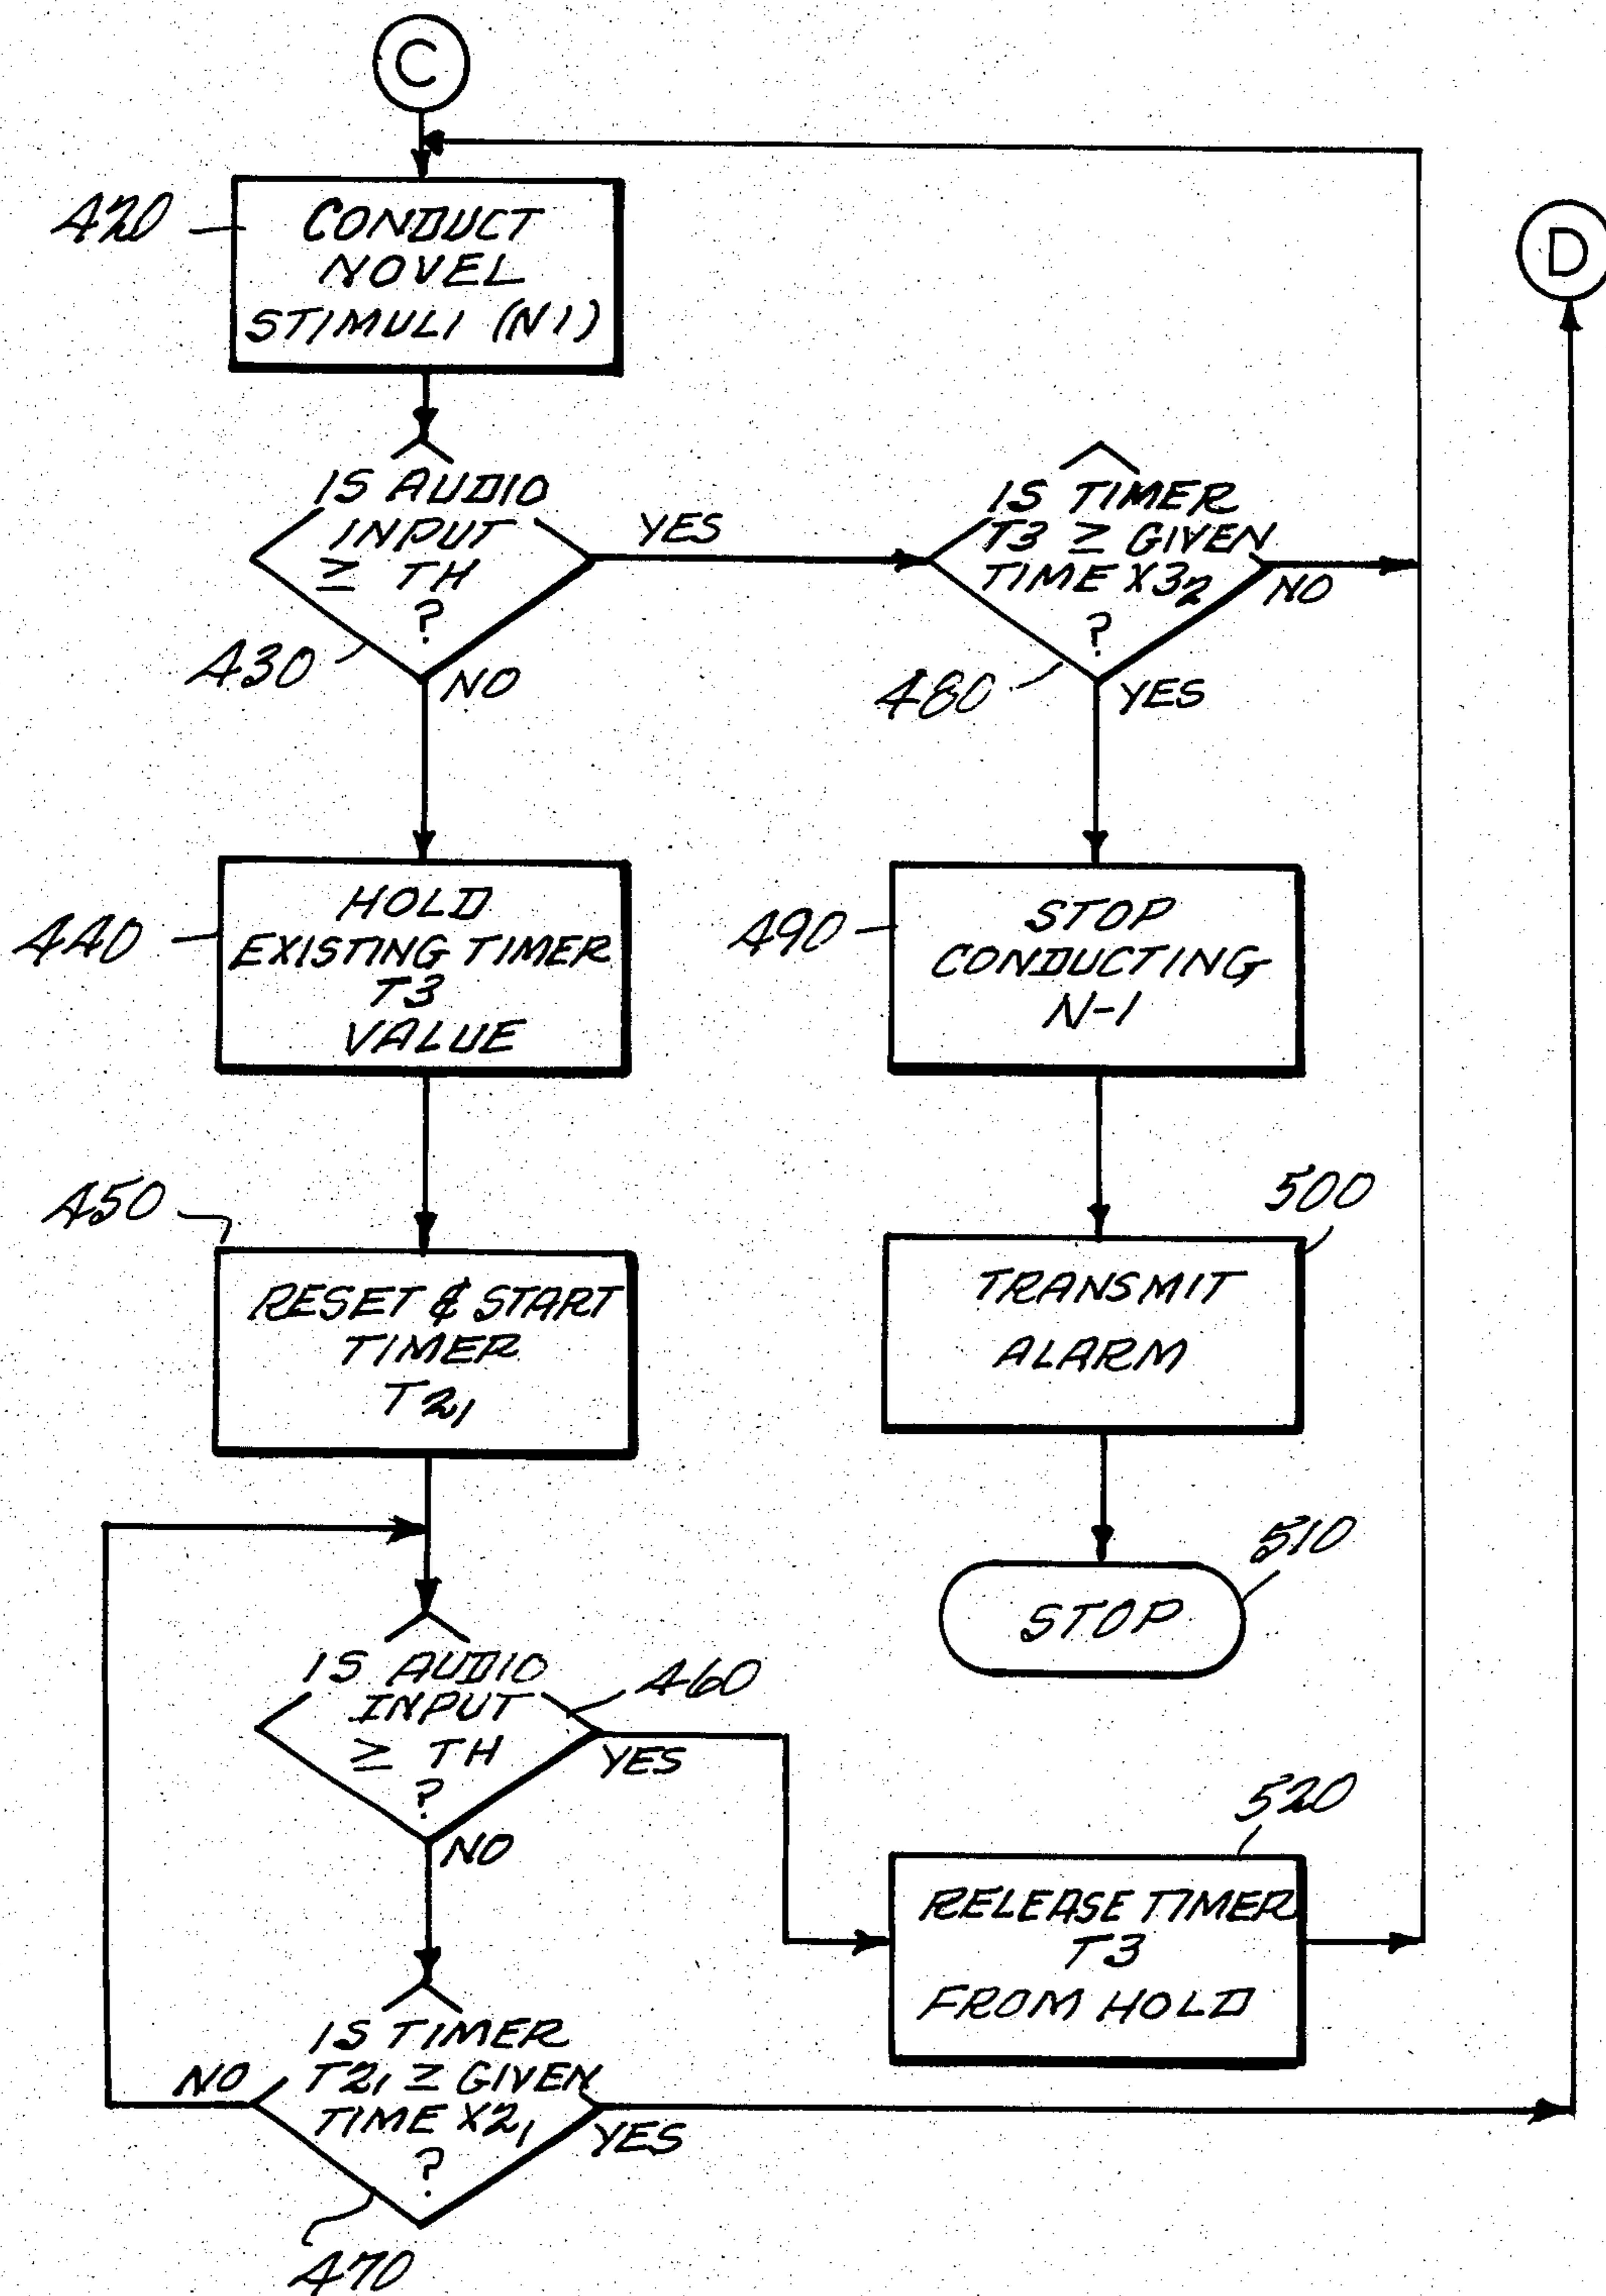 C
420
CONDUCT
NOVEL
STIMULI (N1)
D
IS AUDIO
INPUT
≥ TH
?
430
YES
NO
IS TIMER
T3 ≥ GIVEN
TIME X3₂
?
480
NO
YES
440
HOLD
EXISTING TIMER
T3
VALUE
490
STOP
CONDUCTING
N-1
450
RESET & START
TIMER
T2₁
500
TRANSMIT
ALARM
510
STOP
IS AUDIO
INPUT
≥ TH
?
460
YES
NO
520
RELEASE TIMER
T3
FROM HOLD
IS TIMER
T2₁ ≥ GIVEN
TIME X2₁
?
NO
YES
470